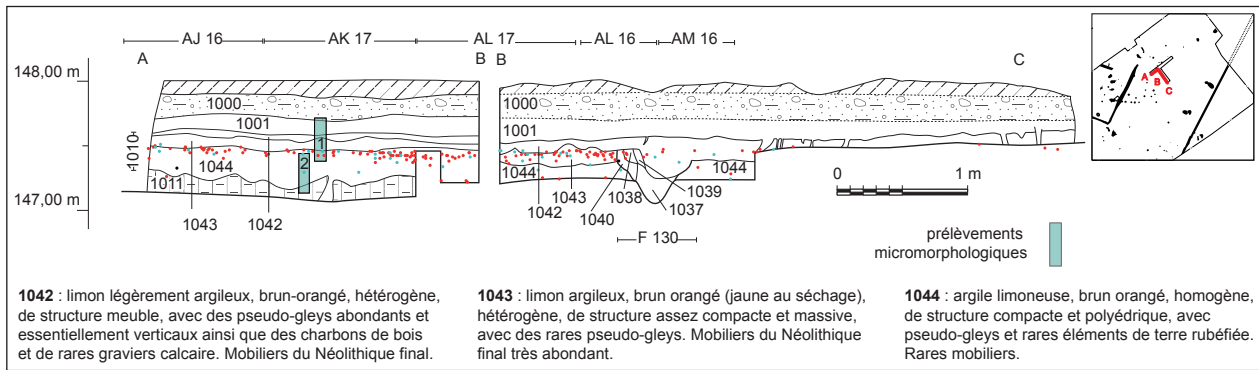 AJ 16 AK 17 AL 17 AL 16 AM 16
A B B C
148,00 m
147,00 m
1000
1001
1010
1044
1011
1043 1042
1
2
1000
1001
1044 1044
1042 1043 1040 1038 1037 1039
F 130
0 1 m
A B C
prélèvements
micromorphologiques
1042 : limon légèrement argileux, brun-orangé, hétérogène,
de structure meuble, avec des pseudo-gleys abondants et
essentiellement verticaux ainsi que des charbons de bois
et de rares graviers calcaire. Mobiliers du Néolithique final.
1043 : limon argileux, brun orangé (jaune au séchage),
hétérogène, de structure assez compacte et massive,
avec des rares pseudo-gleys. Mobiliers du Néolithique
final très abondant.
1044 : argile limoneuse, brun orangé, homogène,
de structure compacte et polyédrique, avec
pseudo-gleys et rares éléments de terre rubéfiée.
Rares mobiliers.